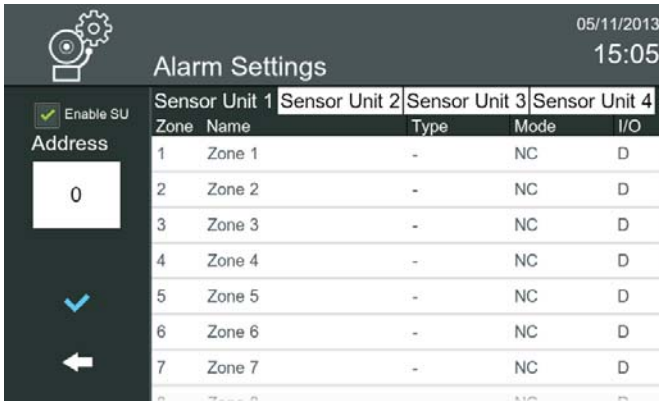 05/11/2013
15:05
Alarm Settings
Enable SU
Address
0
Sensor Unit 1 Sensor Unit 2 Sensor Unit 3 Sensor Unit 4
Zone Name Type Mode I/O
1 Zone 1 - NC D
2 Zone 2 - NC D
3 Zone 3 - NC D
4 Zone 4 - NC D
5 Zone 5 - NC D
6 Zone 6 - NC D
7 Zone 7 - NC D